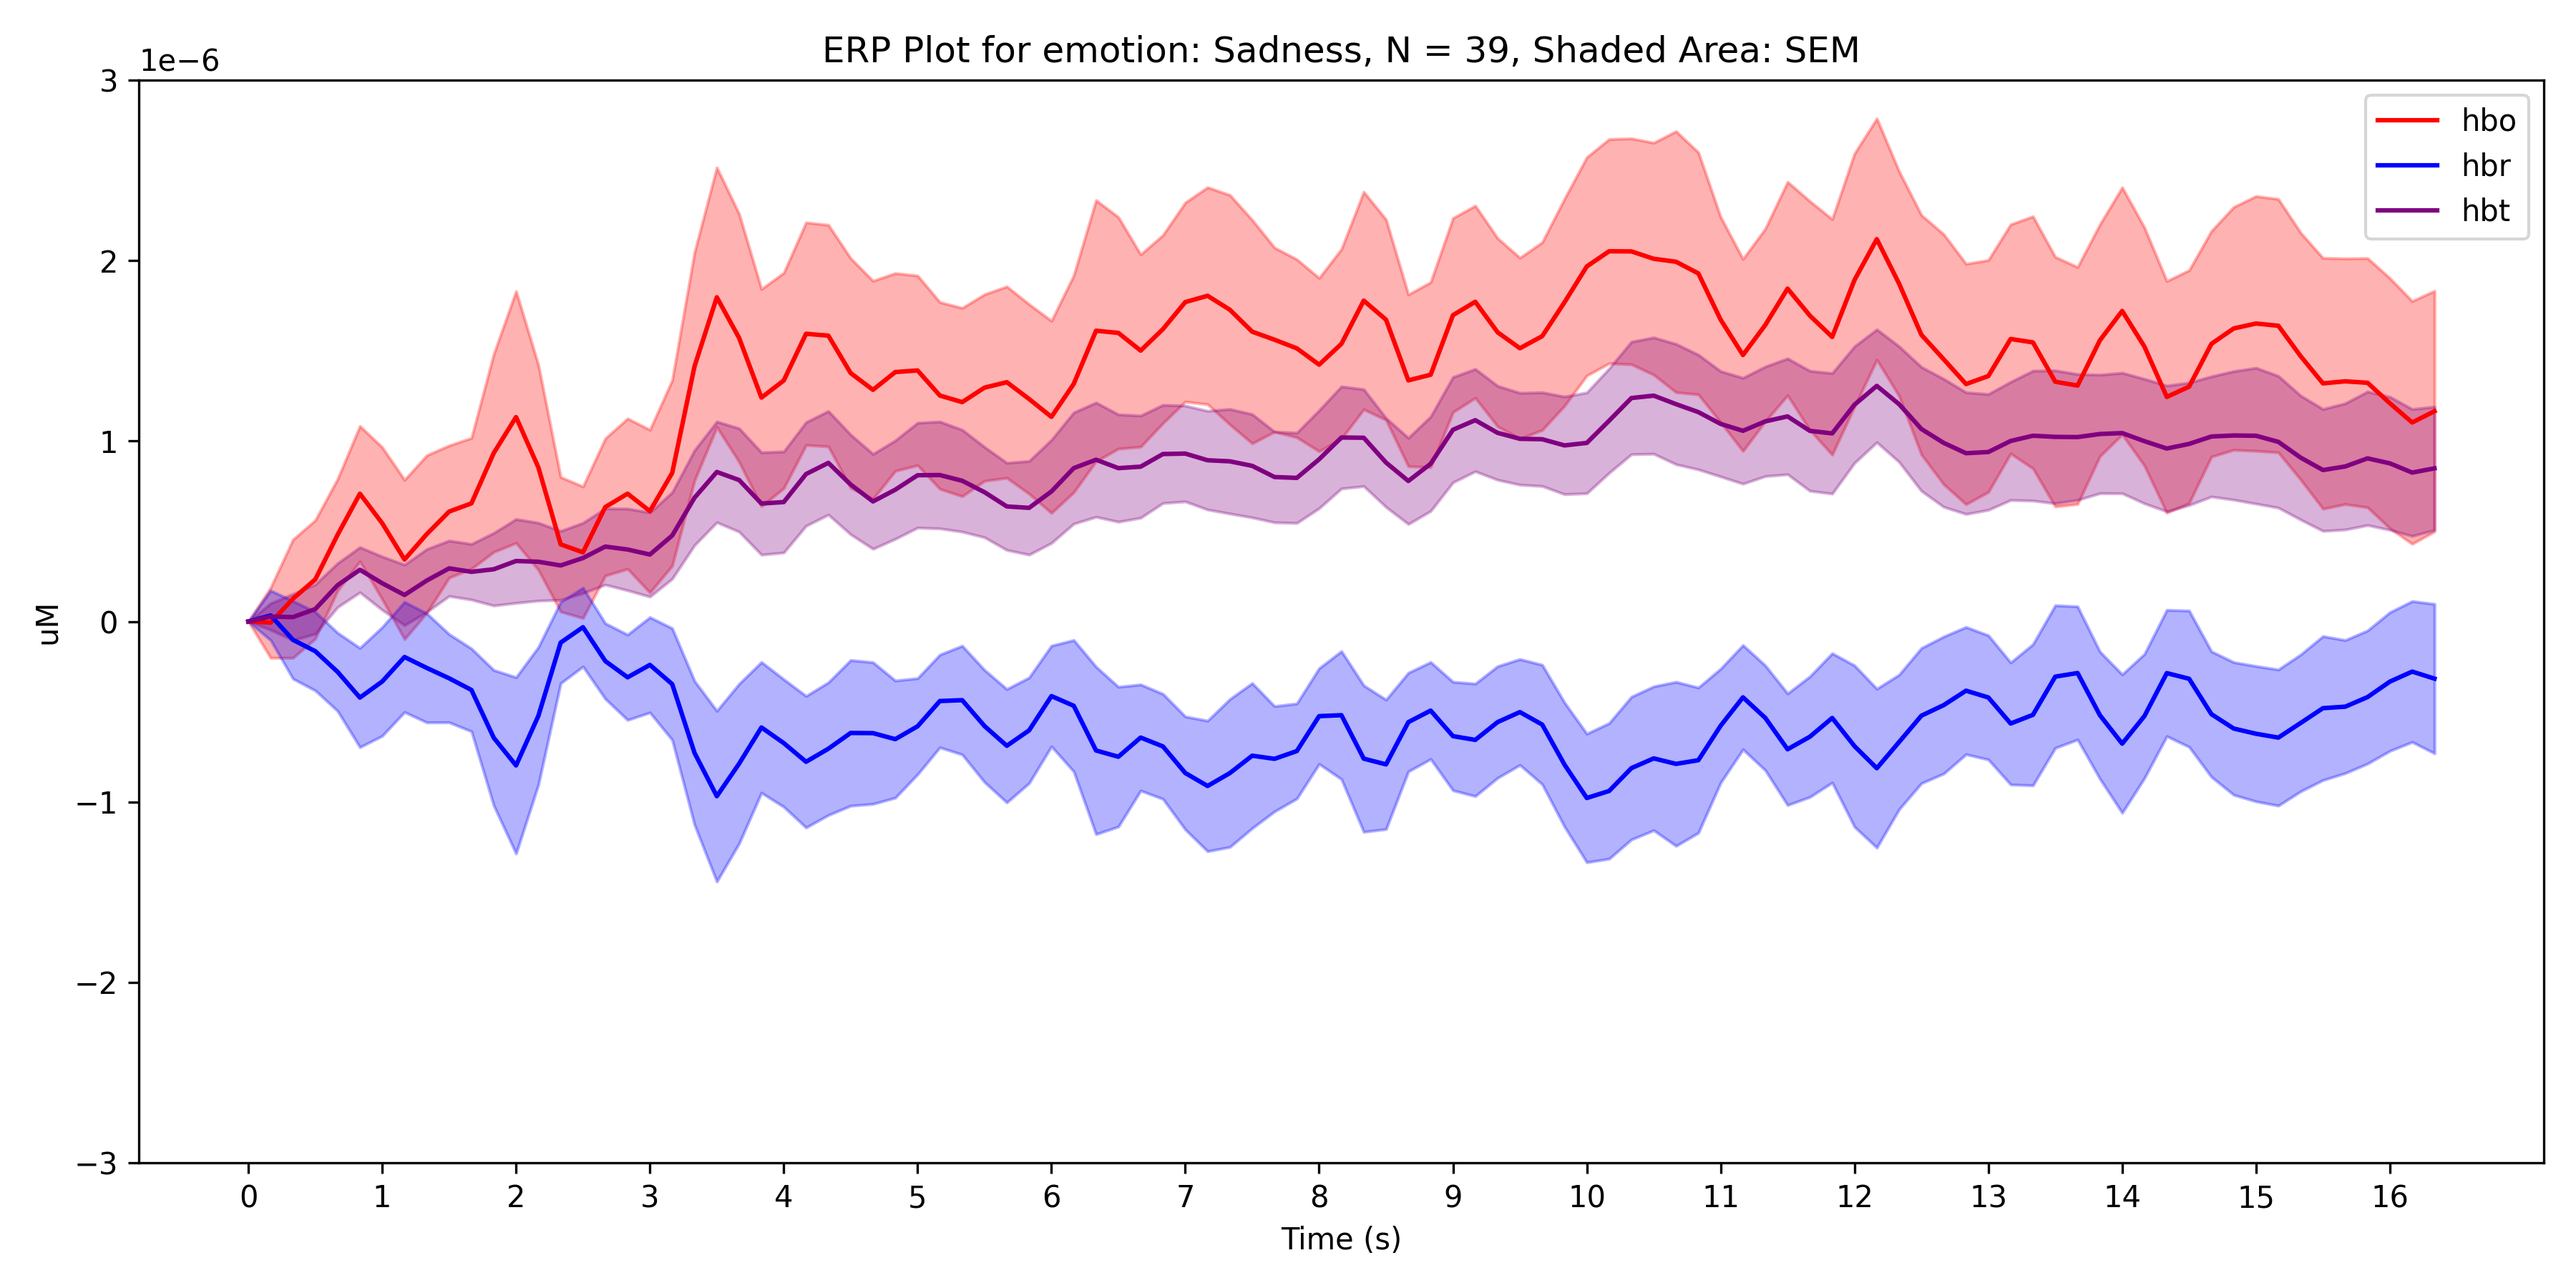 ERP Plot for emotion: Sadness, N = 39, Shaded Area: SEM
1e−6
3
2
1
0
−1
−2
−3
uM
hbo
hbr
hbt
0 1 2 3 4 5 6 7 8 9 10 11 12 13 14 15 16
Time (s)